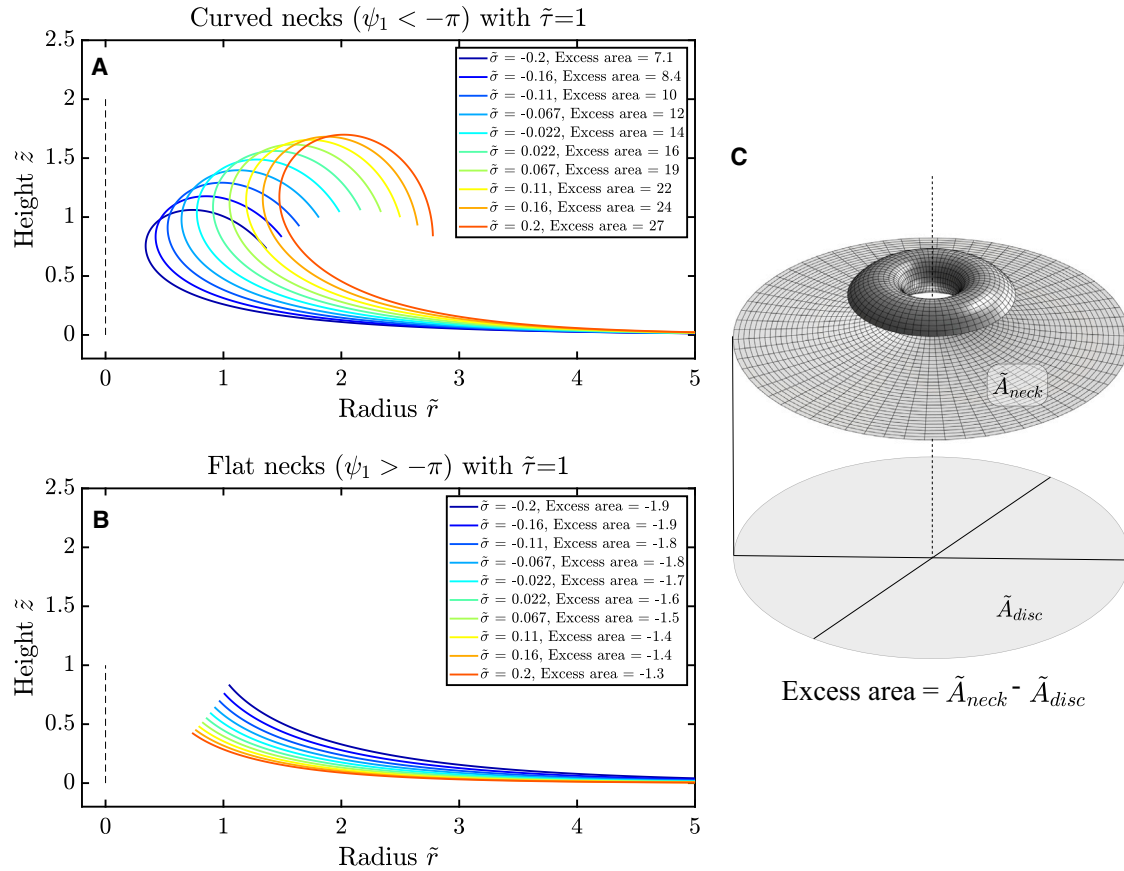 Curved necks (ψ₁ < −π) with τ̃=1
A
2.5
2
1.5
1
0.5
0
Height z̃
σ̃ = -0.2, Excess area = 7.1
σ̃ = -0.16, Excess area = 8.4
σ̃ = -0.11, Excess area = 10
σ̃ = -0.067, Excess area = 12
σ̃ = -0.022, Excess area = 14
σ̃ = 0.022, Excess area = 16
σ̃ = 0.067, Excess area = 19
σ̃ = 0.11, Excess area = 22
σ̃ = 0.16, Excess area = 24
σ̃ = 0.2, Excess area = 27
0 1 2 3 4 5
Radius r̃
Flat necks (ψ₁ > −π) with τ̃=1
B
2.5
2
1.5
1
0.5
0
Height z̃
σ̃ = -0.2, Excess area = -1.9
σ̃ = -0.16, Excess area = -1.9
σ̃ = -0.11, Excess area = -1.8
σ̃ = -0.067, Excess area = -1.8
σ̃ = -0.022, Excess area = -1.7
σ̃ = 0.022, Excess area = -1.6
σ̃ = 0.067, Excess area = -1.5
σ̃ = 0.11, Excess area = -1.4
σ̃ = 0.16, Excess area = -1.4
σ̃ = 0.2, Excess area = -1.3
0 1 2 3 4 5
Radius r̃
C
Ã_neck
Ã_disc
Excess area = Ã_neck - Ã_disc